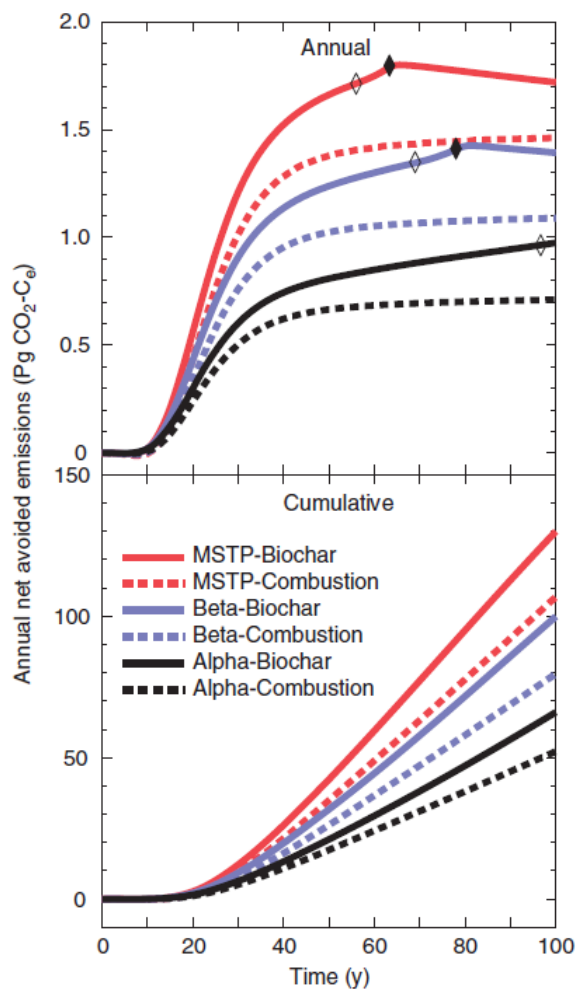 2.0
Annual
1.5
1.0
0.5
0
150
Cumulative
MSTP-Biochar
MSTP-Combustion
100
Beta-Biochar
Beta-Combustion
Alpha-Biochar
Alpha-Combustion
50
0
0 20 40 60 80 100
Time (y)
Annual net avoided emissions (Pg CO₂-Cₑ)